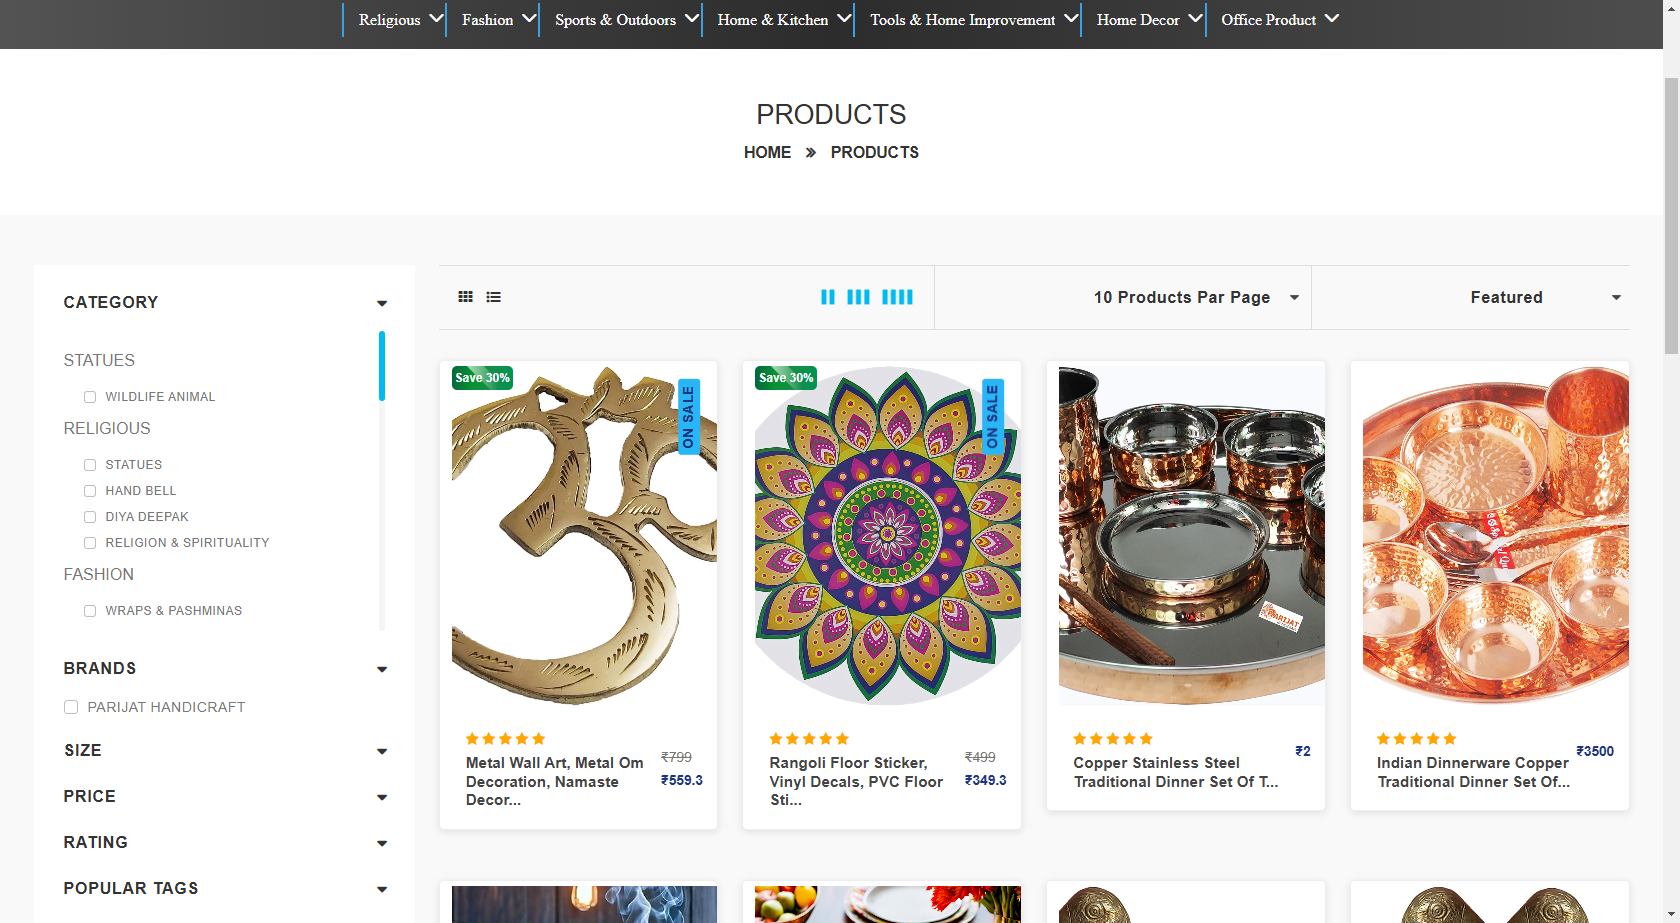 Religious
Fashion
Sports & Outdoors
Home & Kitchen
Tools & Home Improvement
Home Decor
Office Product
PRODUCTS
HOME » PRODUCTS
CATEGORY
STATUES
WILDLIFE ANIMAL
RELIGIOUS
STATUES
HAND BELL
DIYA DEEPAK
RELIGION & SPIRITUALITY
FASHION
WRAPS & PASHMINAS
BRANDS
PARIJAT HANDICRAFT
SIZE
PRICE
RATING
POPULAR TAGS
10 Products Par Page
Featured
Save 30%
ON SALE
Metal Wall Art, Metal Om
Decoration, Namaste
Decor...
₹799
₹559.3
Save 30%
ON SALE
Rangoli Floor Sticker,
Vinyl Decals, PVC Floor
Sti...
₹499
₹349.3
PARIJAT
Copper Stainless Steel
Traditional Dinner Set Of T...
₹2
Indian Dinnerware Copper
Traditional Dinner Set Of...
₹3500